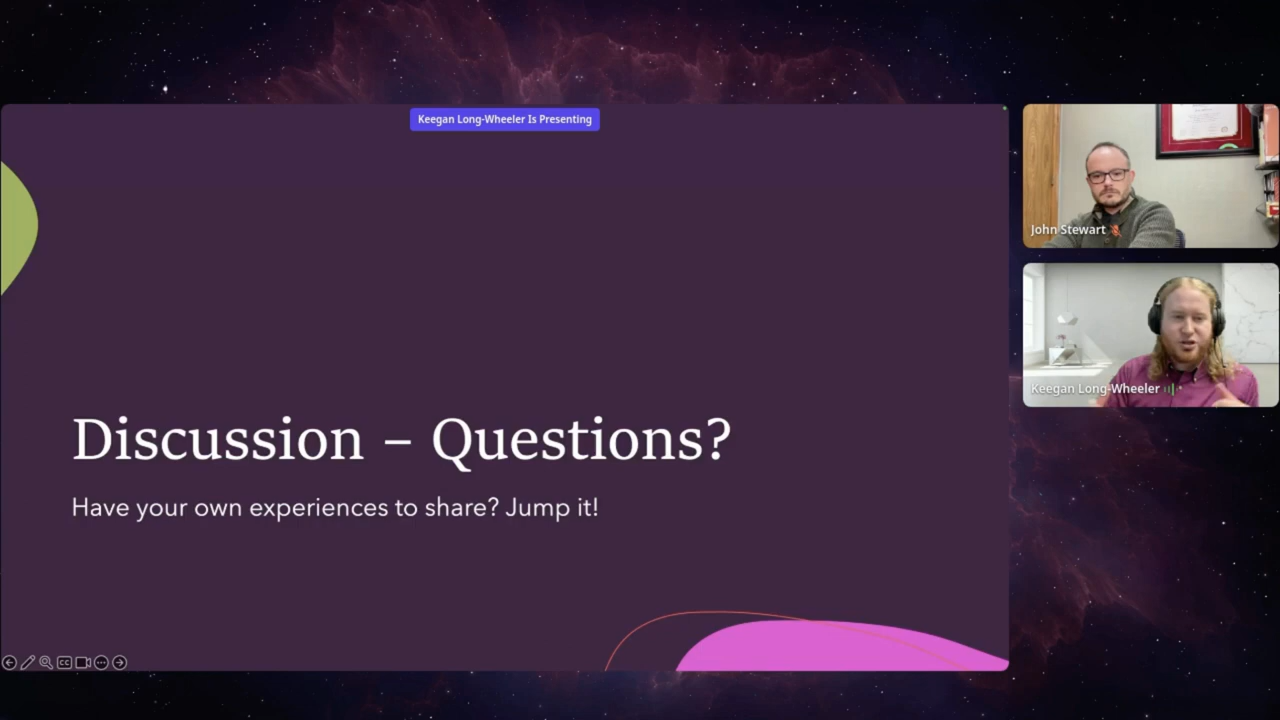 Keegan Long-Wheeler Is Presenting
Discussion – Questions?
Have your own experiences to share? Jump it!
CC
John Stewart
Keegan Long-Wheeler